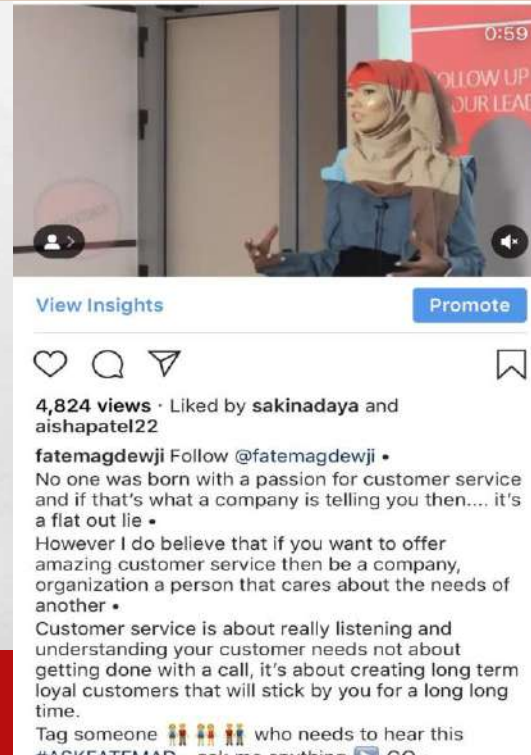 0:59
OLLOW UP
OUR LEAD
View Insights
Promote
4,824 views · Liked by sakinadaya and
aishapatel22
fatemagdewji Follow @fatemagdewji •
No one was born with a passion for customer service
and if that's what a company is telling you then.... it's
a flat out lie •
However I do believe that if you want to offer
amazing customer service then be a company,
organization a person that cares about the needs of
another •
Customer service is about really listening and
understanding your customer needs not about
getting done with a call, it's about creating long term
loyal customers that will stick by you for a long long
time.
Tag someone 👫 👭 👬 who needs to hear this